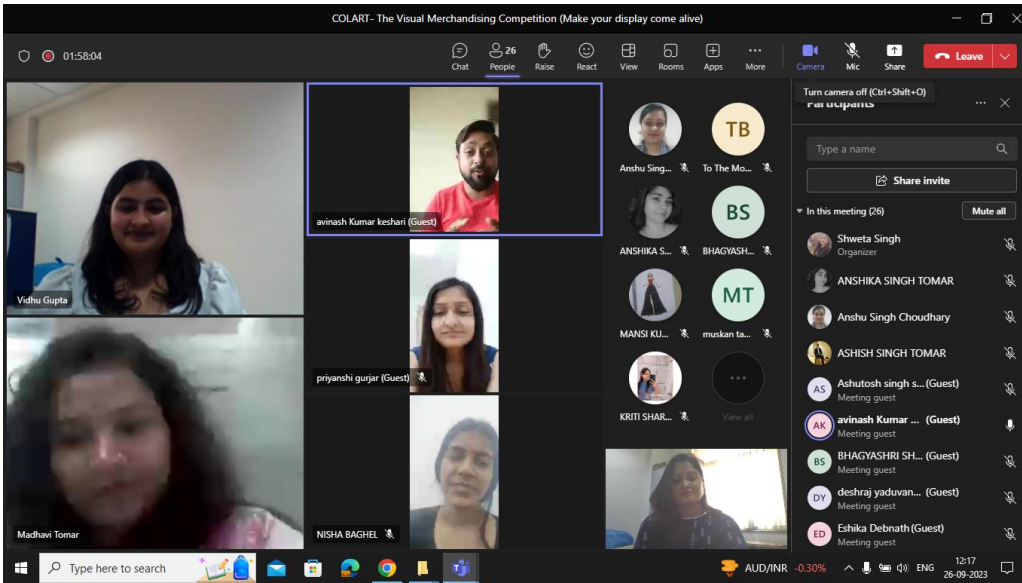 COLART- The Visual Merchandising Competition (Make your display come alive)
01:58:04
Chat
26
People
Raise
React
View
Rooms
Apps
More
Camera
Mic
Share
Leave
Turn camera off (Ctrl+Shift+O)
Participants
Type a name
Share invite
In this meeting (26)
Mute all
Shweta Singh
Organizer
ANSHIKA SINGH TOMAR
Anshu Singh Choudhary
ASHISH SINGH TOMAR
AS
Ashutosh singh s... (Guest)
Meeting guest
AK
avinash Kumar ... (Guest)
Meeting guest
BS
BHAGYASHRI SH... (Guest)
Meeting guest
DY
deshraj yaduvan... (Guest)
Meeting guest
ED
Eshika Debnath (Guest)
Meeting guest
Vidhu Gupta
avinash Kumar keshari (Guest)
Madhavi Tomar
priyanshi gurjar (Guest)
NISHA BAGHEL
Anshu Sing...
TB
To The Mo...
ANSHIKA S...
BS
BHAGYASH...
MANSI KU...
MT
muskan ta...
KRITI SHAR...
View all
Type here to search
AUD/INR -0.30%
ENG
12:17
26-09-2023